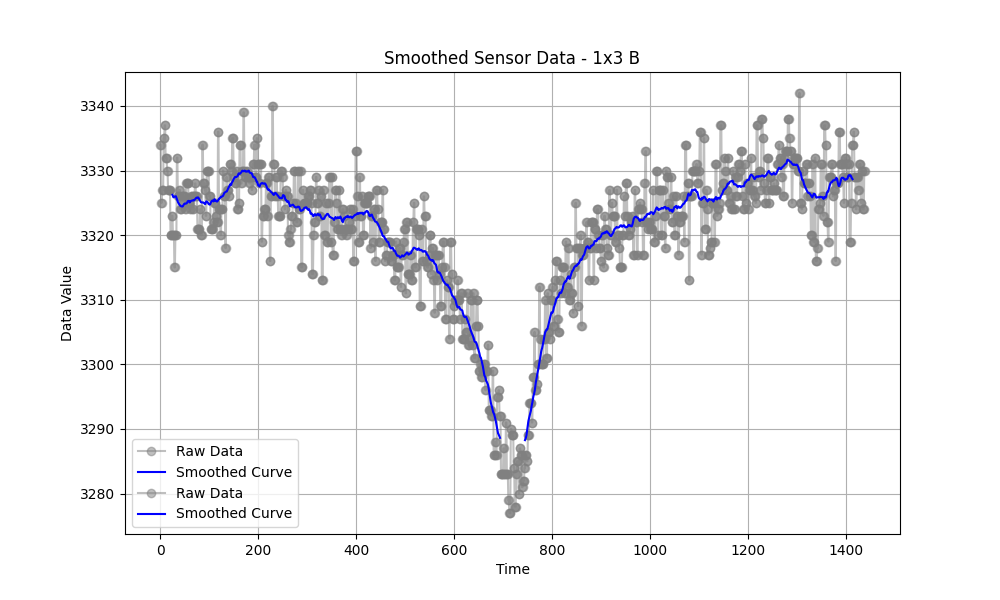 Smoothed Sensor Data - 1x3 B
3340
3330
3320
3310
3300
3290
3280
Data Value
Raw Data
Smoothed Curve
Raw Data
Smoothed Curve
0 200 400 600 800 1000 1200 1400
Time